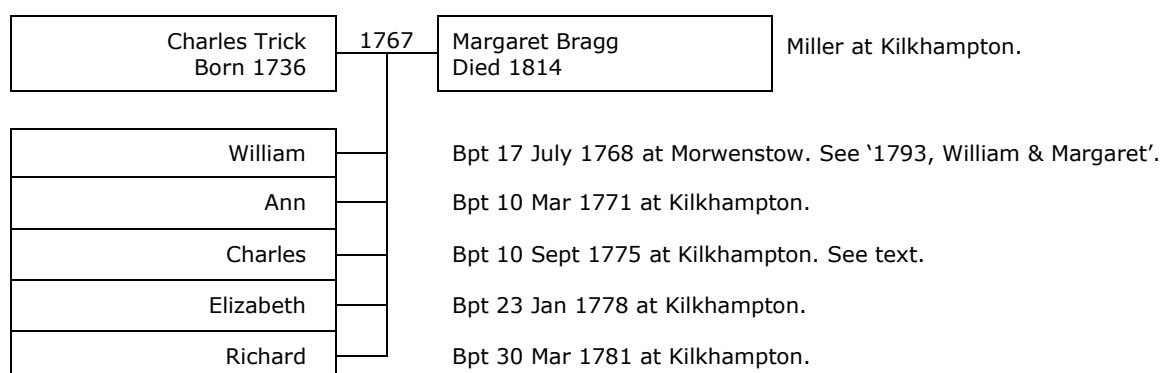 Charles Trick 1767 Margaret Bragg Miller at Kilkhampton.
Born 1736 Died 1814
William Bpt 17 July 1768 at Morwenstow. See ‘1793, William & Margaret’.
Ann Bpt 10 Mar 1771 at Kilkhampton.
Charles Bpt 10 Sept 1775 at Kilkhampton. See text.
Elizabeth Bpt 23 Jan 1778 at Kilkhampton.
Richard Bpt 30 Mar 1781 at Kilkhampton.